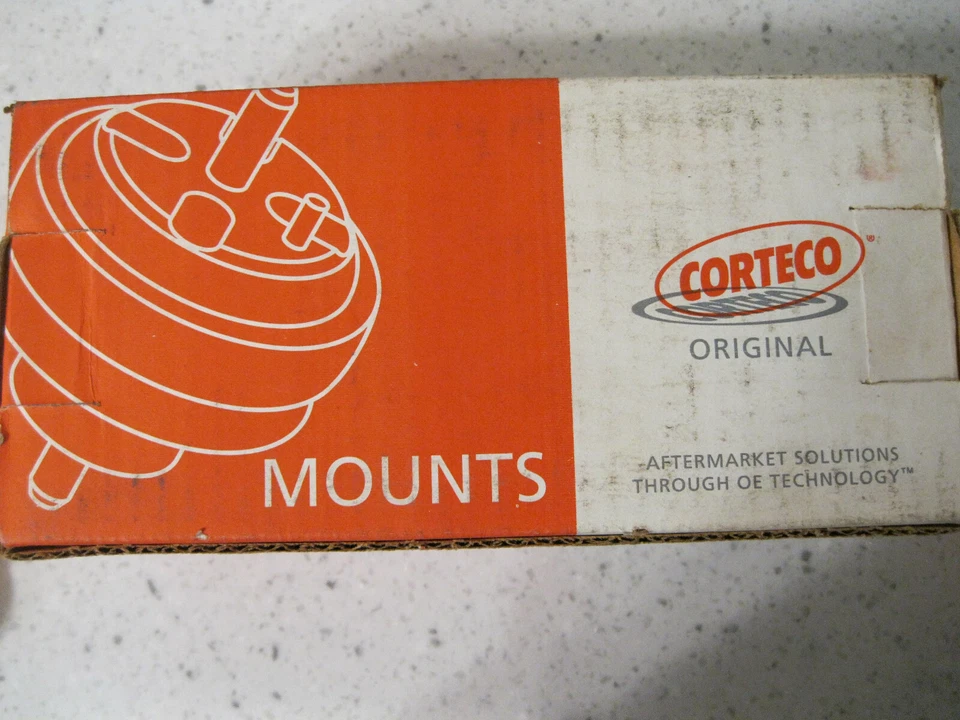 CORTECO®
ORIGINAL
MOUNTS
AFTERMARKET SOLUTIONS
THROUGH OE TECHNOLOGY™